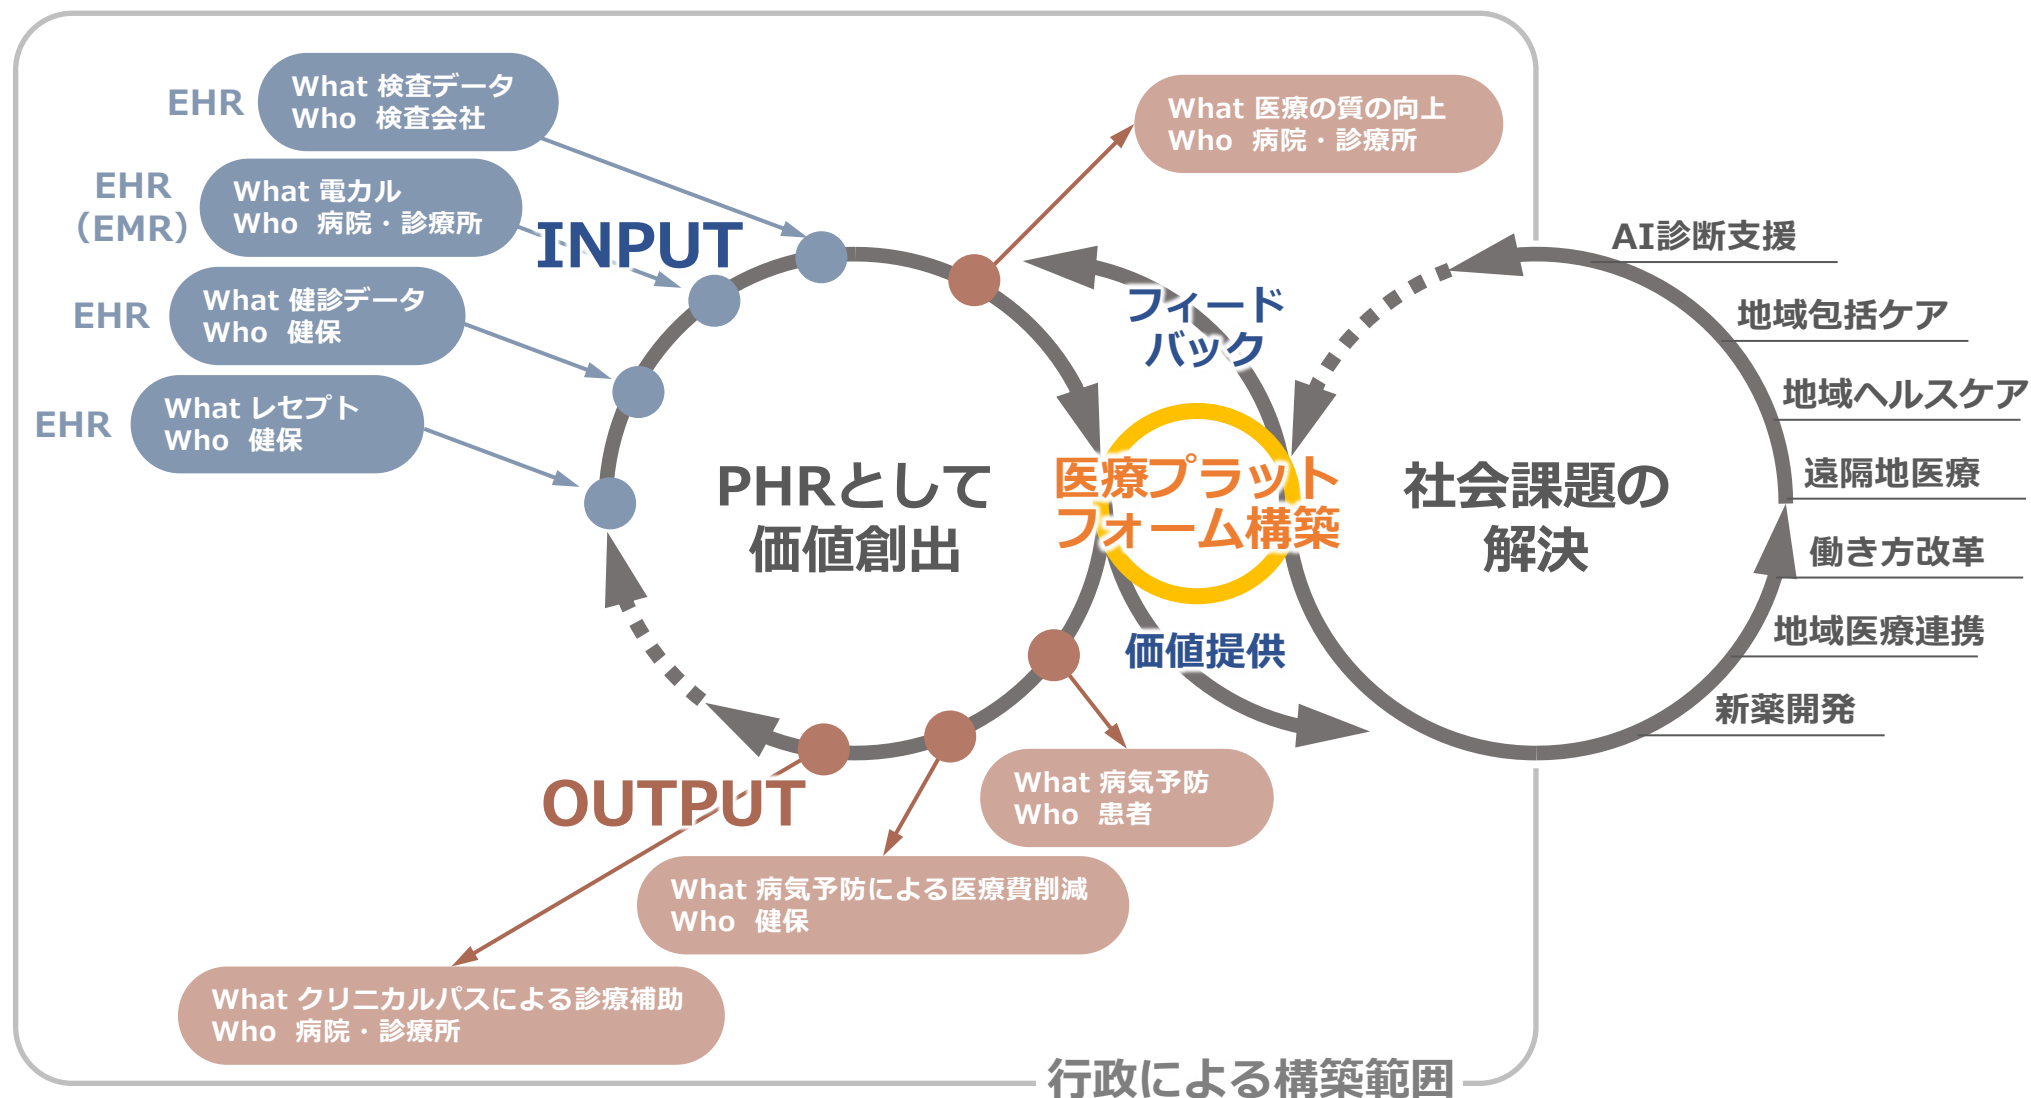 EHR
What 検査データ
Who 検査会社
EHR
（EMR）
What 電カル
Who 病院・診療所
EHR
What 健診データ
Who 健保
EHR
What レセプト
Who 健保
INPUT
What 医療の質の向上
Who 病院・診療所
フィード
バック
PHRとして
価値創出
医療プラット
フォーム構築
社会課題の
解決
AI診断支援
地域包括ケア
地域ヘルスケア
遠隔地医療
働き方改革
地域医療連携
新薬開発
価値提供
OUTPUT
What 病気予防
Who 患者
What 病気予防による医療費削減
Who 健保
What クリニカルパスによる診療補助
Who 病院・診療所
行政による構築範囲